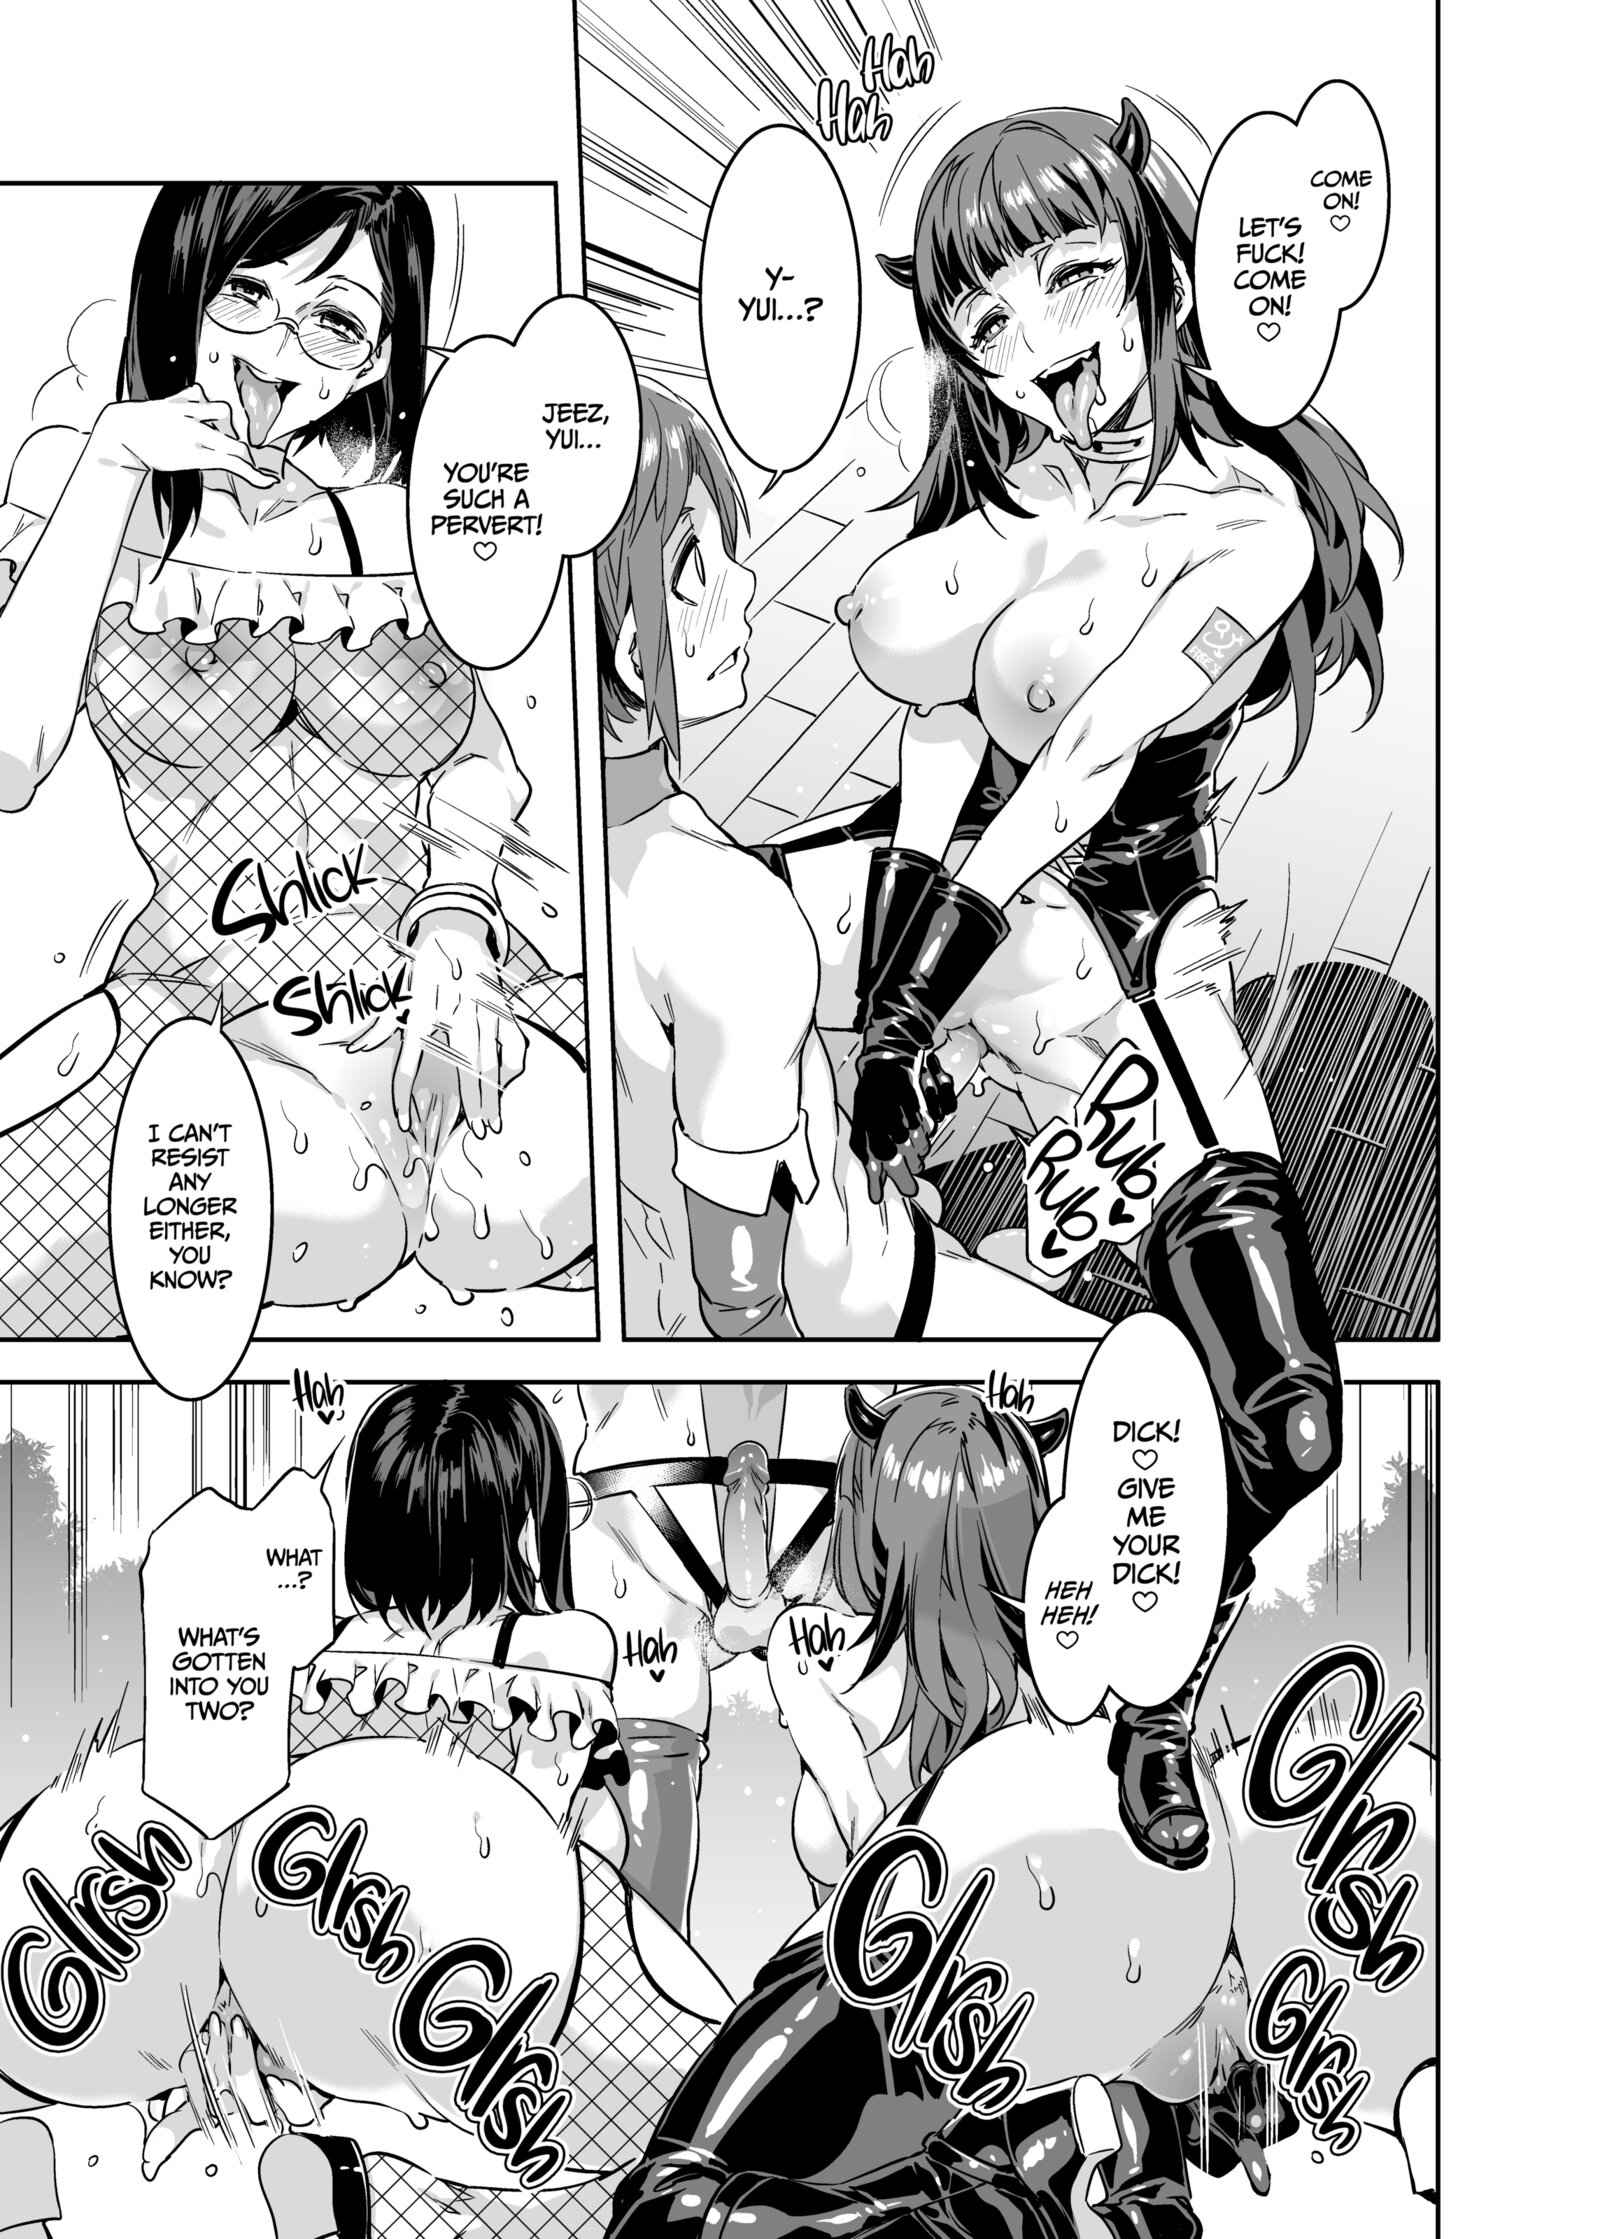 COME
ON!
♡
LET'S
FUCK!
COME
ON!
♡
Hah
Hah
Y-
YUI...?
Rub
Rub
JEEZ,
YUI...
YOU'RE
SUCH A
PERVERT!
♡
Shlick
Shlick
I CAN'T
RESIST
ANY
LONGER
EITHER,
YOU
KNOW?
DICK!
♡
GIVE
ME
YOUR
DICK!
♡
HEH
HEH!
♡
Hah
Hah
Hah
Hah
WHAT
...?
WHAT'S
GOTTEN
INTO YOU
TWO?
Glrsh
Glrsh
Glrsh
Glrsh
Glrsh
Glrsh